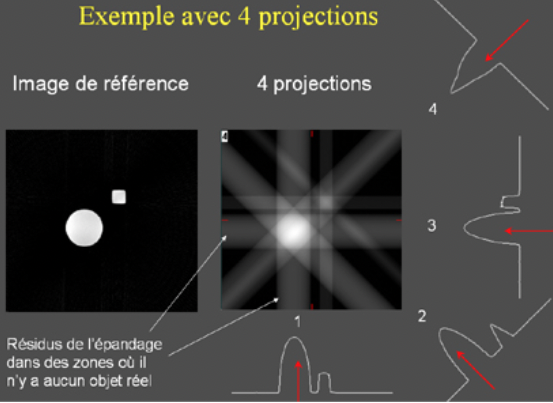 Exemple avec 4 projections
Image de référence
4 projections
4
4
3
2
1
Résidus de l'épandage
dans des zones où il
n'y a aucun objet réel